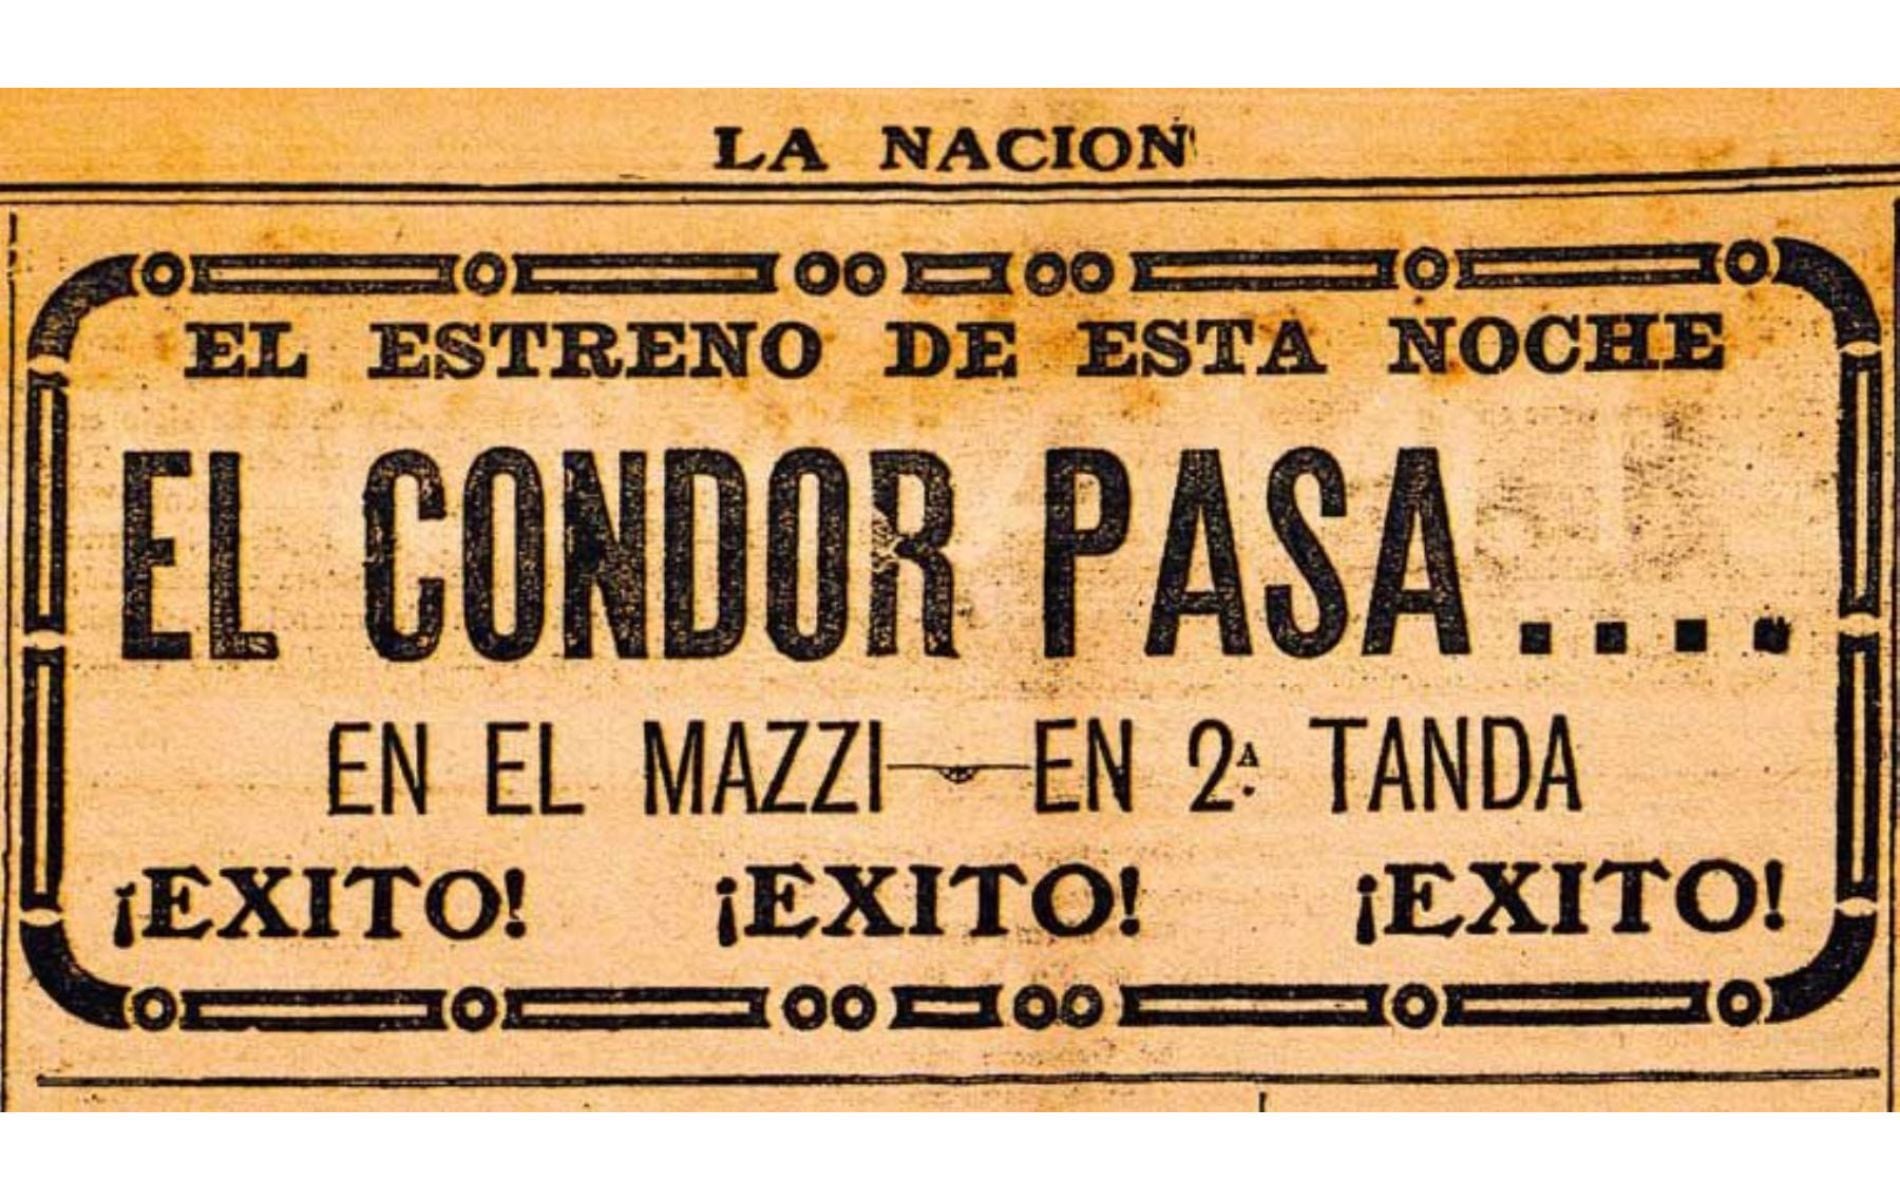 LA NACION
EL ESTRENO DE ESTA NOCHE
EL CONDOR PASA....
EN EL MAZZI—EN 2ª. TANDA
¡EXITO! ¡EXITO! ¡EXITO!